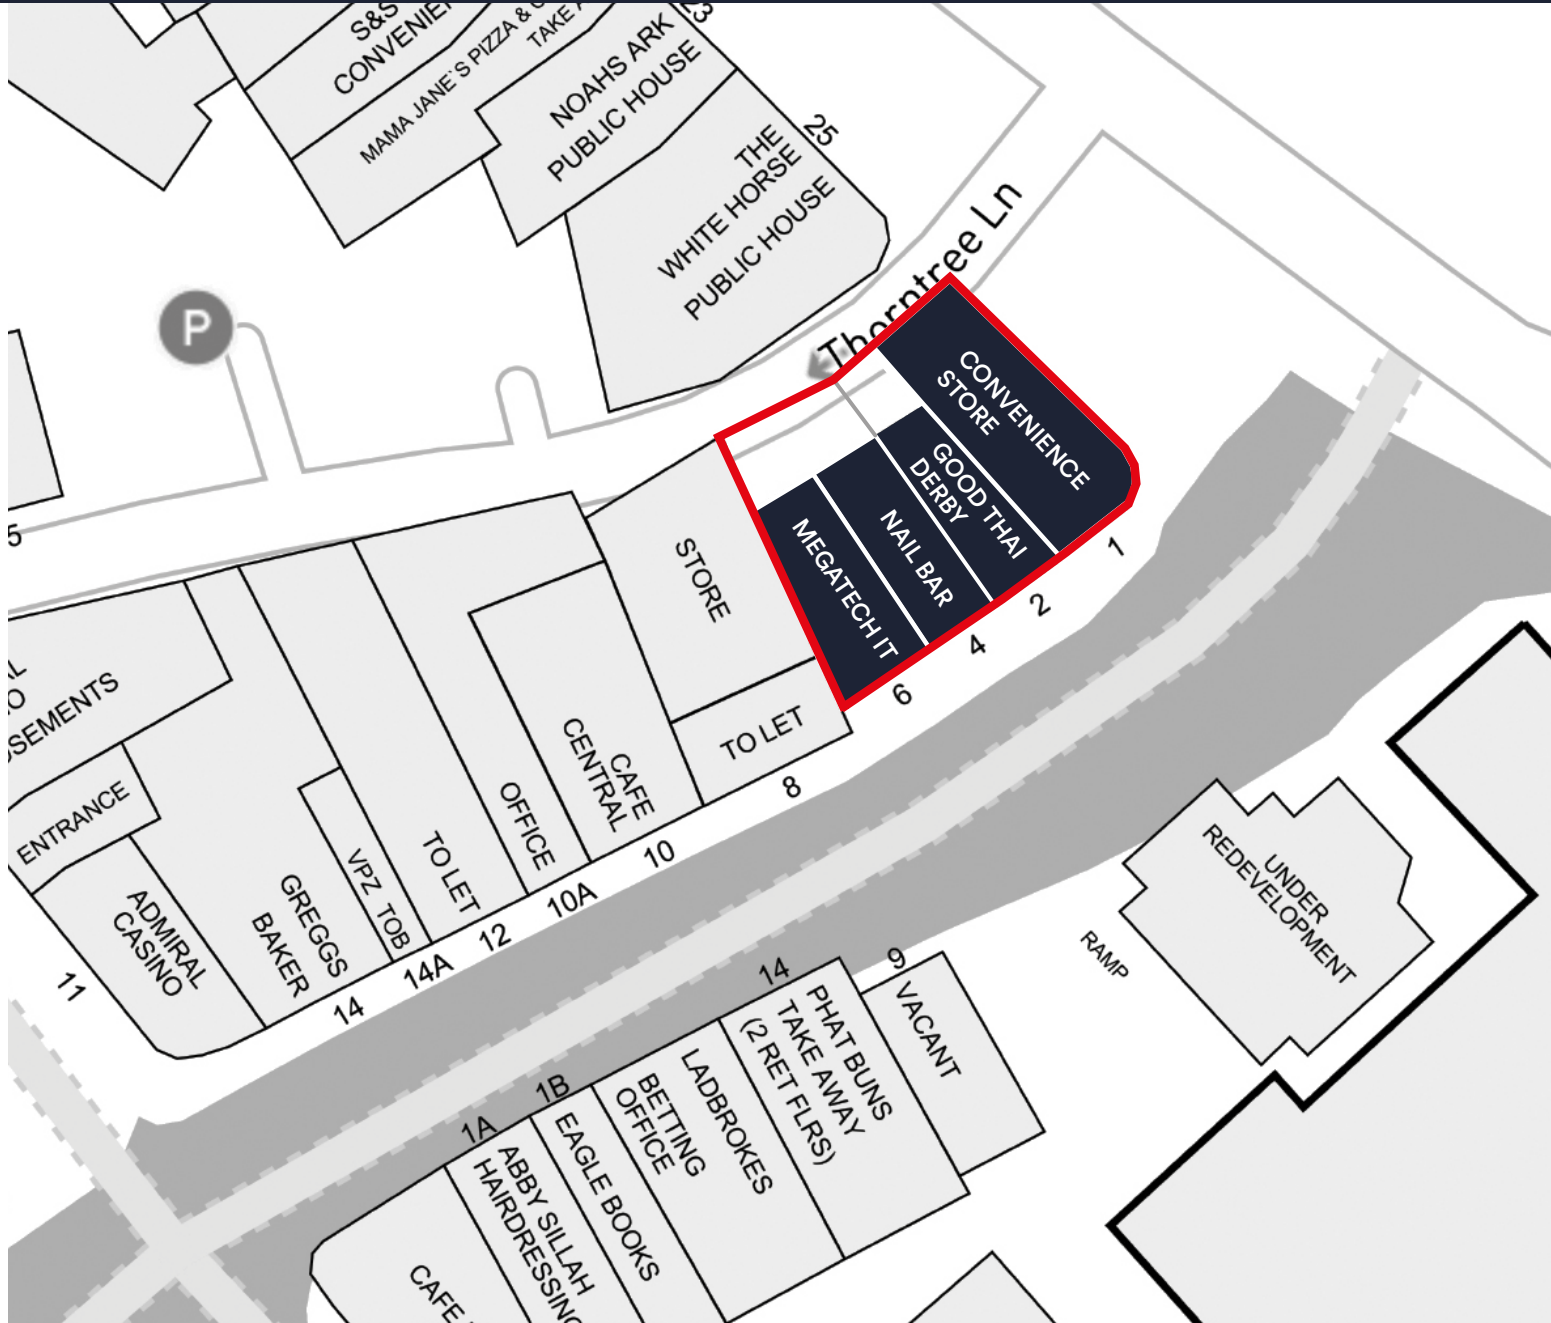 S&S
CONVENIEN
MAMA JANE'S PIZZA &
TAKE A
23
NOAHS ARK
PUBLIC HOUSE
25
THE
WHITE HORSE
PUBLIC HOUSE
P
Thorntree Ln
CONVENIENCE
STORE
GOOD THAI
DERBY
NAIL BAR
MEGATECH IT
1
2
4
6
STORE
TO LET
8
5
AL
O
USEMENTS
ENTRANCE
ADMIRAL
CASINO
11
GREGGS
BAKER
14
VPZ TOB
14A
TO LET
12
OFFICE
10A
CAFE
CENTRAL
10
UNDER
REDEVELOPMENT
RAMP
9
VACANT
14
PHAT BUNS
TAKE AWAY
(2 RET FLRS)
LADBROKES
BETTING
OFFICE
1B
EAGLE BOOKS
1A
ABBY SILLAH
HAIRDRESSING
CAFE